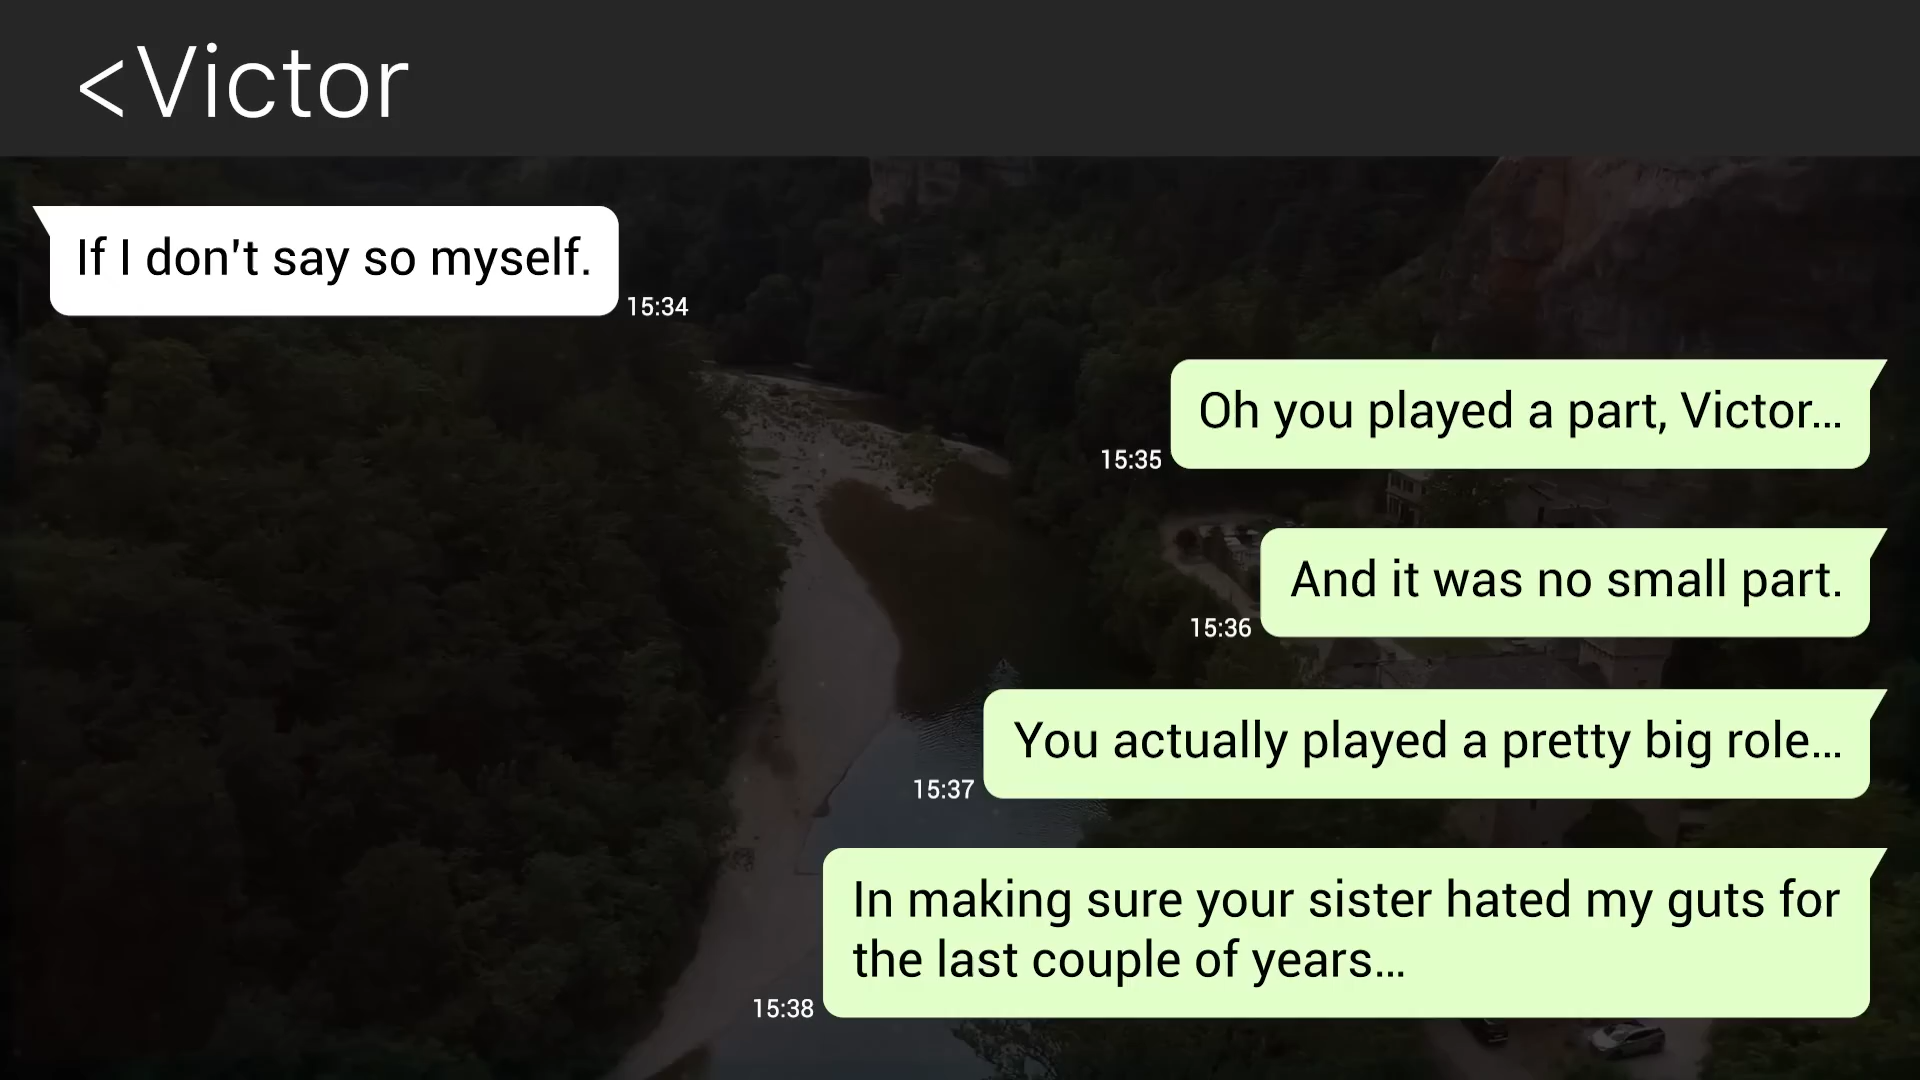 <Victor
If I don't say so myself.
15:34
Oh you played a part, Victor...
15:35
And it was no small part.
15:36
You actually played a pretty big role...
15:37
In making sure your sister hated my guts for
the last couple of years...
15:38